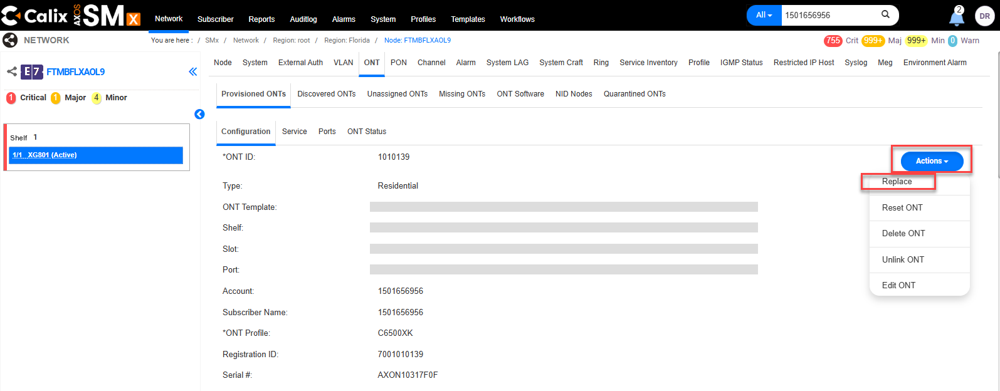 Calix AXOS SMx Network Subscriber Reports Auditlog Alarms System Profiles Templates Workflows All 1501656956 2 DR
NETWORK You are here : / SMx / Network / Region: root / Region: Florida / Node: FTMBFLXAOL9 755 Crit 999+ Maj 999+ Min 0 Warn
E7 FTMBFLXAOL9
1 Critical 1 Major 4 Minor
Shelf 1
1/1 XG801 (Active)
Node System External Auth VLAN ONT PON Channel Alarm System LAG System Craft Ring Service Inventory Profile IGMP Status Restricted IP Host Syslog Meg Environment Alarm
Provisioned ONTs Discovered ONTs Unassigned ONTs Missing ONTs ONT Software NID Nodes Quarantined ONTs
Configuration Service Ports ONT Status
*ONT ID: 1010139
Actions
Replace
Reset ONT
Delete ONT
Unlink ONT
Edit ONT
Type: Residential
ONT Template:
Shelf:
Slot:
Port:
Account: 1501656956
Subscriber Name: 1501656956
*ONT Profile: C6500XK
Registration ID: 7001010139
Serial #: AXON10317F0F